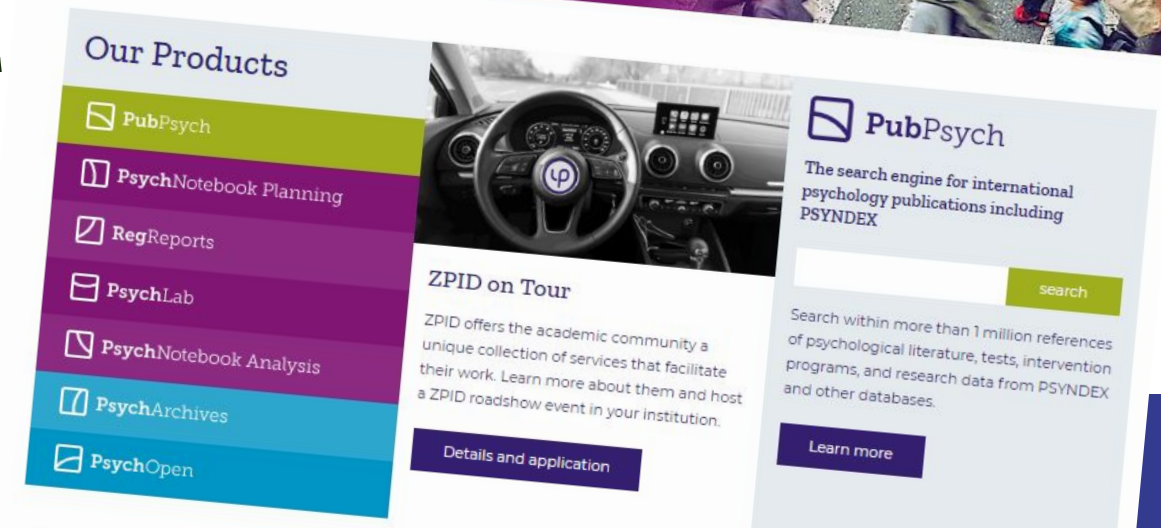 Our Products
PubPsych
PsychNotebook Planning
RegReports
PsychLab
PsychNotebook Analysis
PsychArchives
PsychOpen
ZPID on Tour
ZPID offers the academic community a
unique collection of services that facilitate
their work. Learn more about them and host
a ZPID roadshow event in your institution.
Details and application
PubPsych
The search engine for international
psychology publications including
PSYNDEX
search
Search within more than 1 million references
of psychological literature, tests, intervention
programs, and research data from PSYNDEX
and other databases.
Learn more